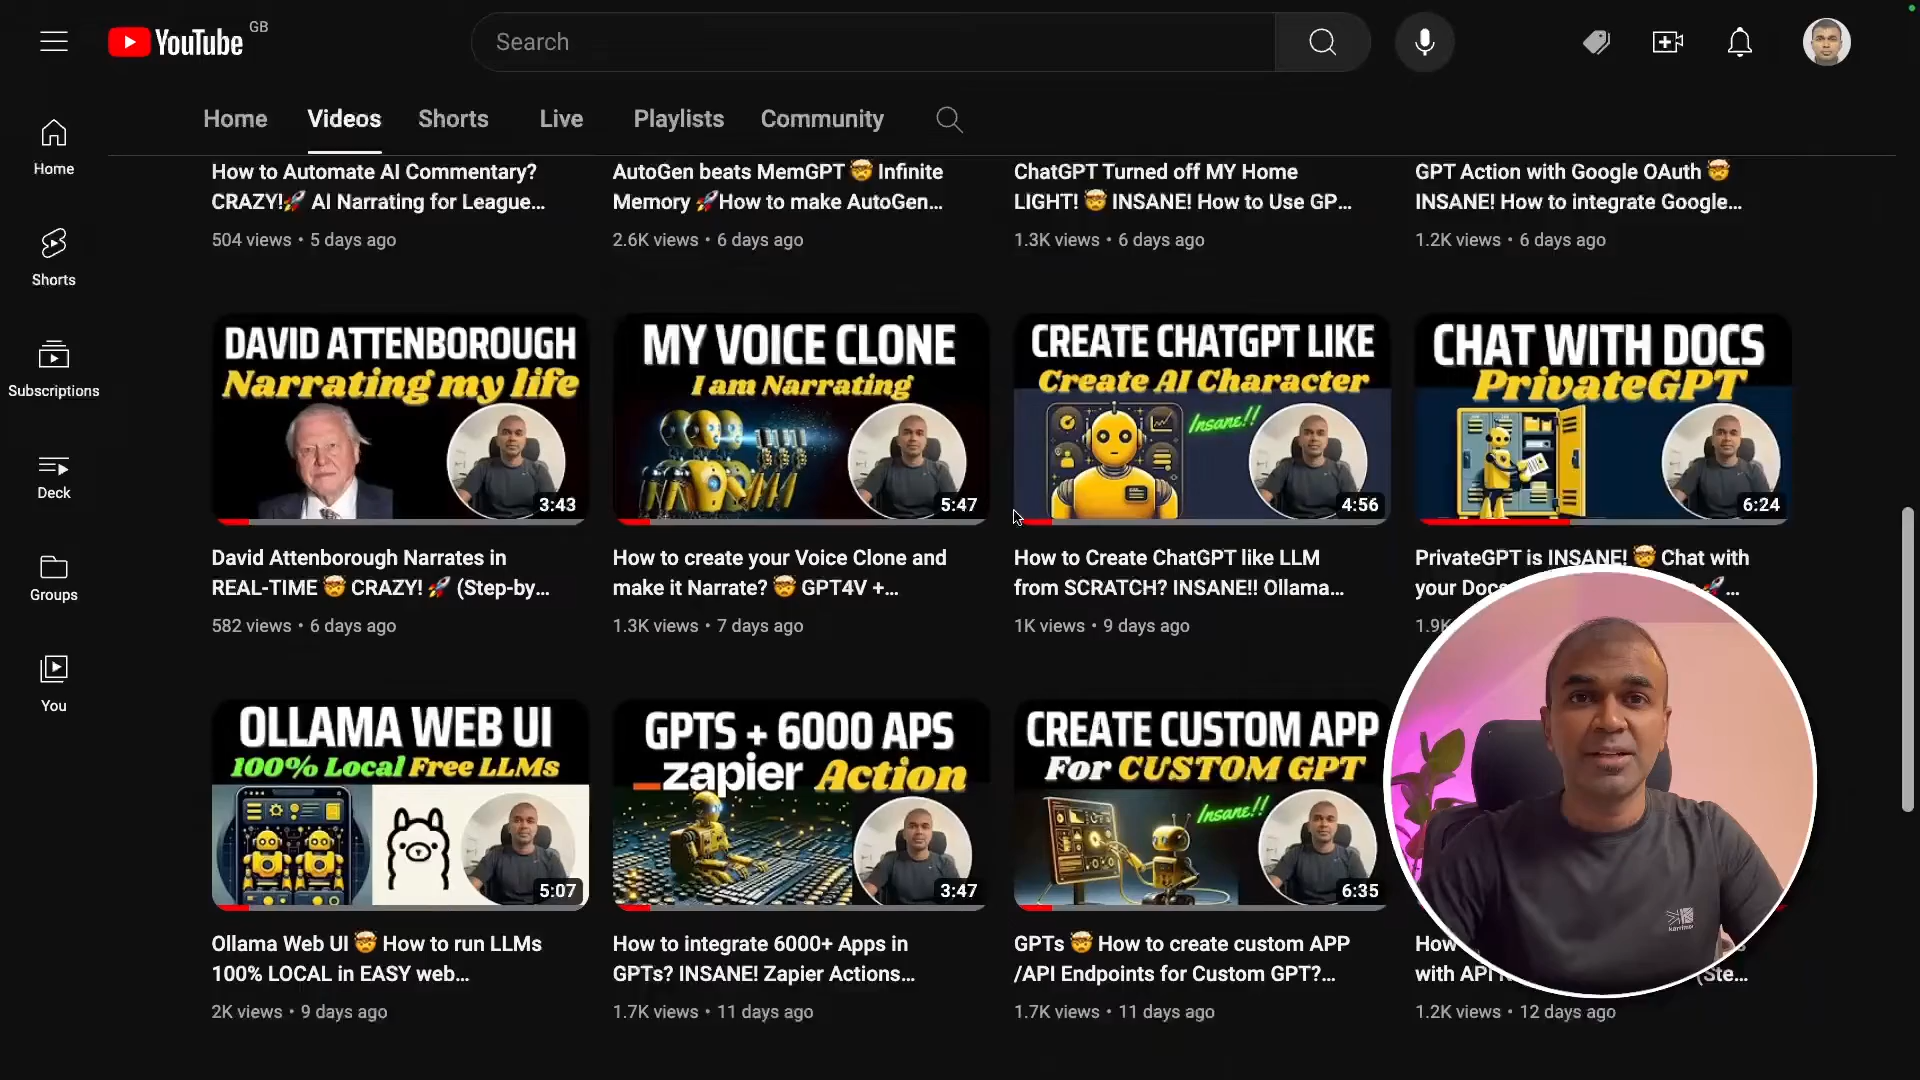 YouTube GB
Search
Home
Videos
Shorts
Live
Playlists
Community
Home
Shorts
Subscriptions
Deck
Groups
You
How to Automate AI Commentary?
CRAZY!🚀 AI Narrating for League...
504 views • 5 days ago
AutoGen beats MemGPT 🤯 Infinite
Memory 🚀How to make AutoGen...
2.6K views • 6 days ago
ChatGPT Turned off MY Home
LIGHT! 🤯 INSANE! How to Use GP...
1.3K views • 6 days ago
GPT Action with Google OAuth 🤯
INSANE! How to integrate Google...
1.2K views • 6 days ago
DAVID ATTENBOROUGH
Narrating my life
3:43
David Attenborough Narrates in
REAL-TIME 🤯 CRAZY! 🚀 (Step-by...
582 views • 6 days ago
MY VOICE CLONE
I am Narrating
5:47
How to create your Voice Clone and
make it Narrate? 🤯 GPT4V +...
1.3K views • 7 days ago
CREATE CHATGPT LIKE
Create AI Character
Insane!!
4:56
How to Create ChatGPT like LLM
from SCRATCH? INSANE!! Ollama...
1K views • 9 days ago
CHAT WITH DOCS
PrivateGPT
6:24
PrivateGPT is INSANE! 🤯 Chat with
your 🚀...
1.9K
OLLAMA WEB UI
100% Local Free LLMs
5:07
Ollama Web UI 🤯 How to run LLMs
100% LOCAL in EASY web...
2K views • 9 days ago
GPTS + 6000 APS
zapier Action
3:47
How to integrate 6000+ Apps in
GPTs? INSANE! Zapier Actions...
1.7K views • 11 days ago
CREATE CUSTOM APP
For CUSTOM GPT
Insane!!
6:35
GPTs 🤯 How to create custom APP
/API Endpoints for Custom GPT?...
1.7K views • 11 days ago
How
with API (Ste...
1.2K views • 12 days ago
karrimor